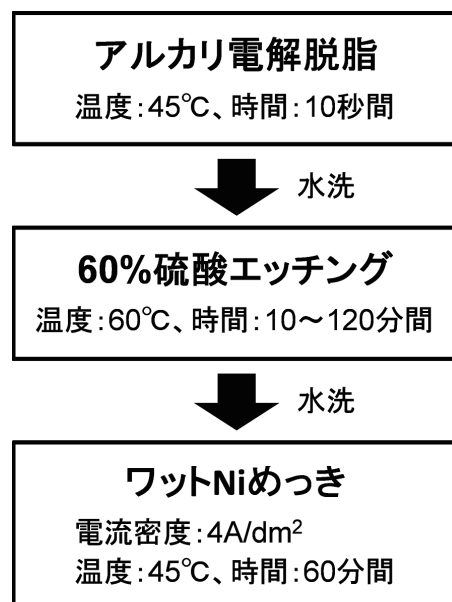 アルカリ電解脱脂
温度：45℃、時間：10秒間
水洗
60%硫酸エッチング
温度：60℃、時間：10～120分間
水洗
ワットNiめっき
電流密度：4A/dm²
温度：45℃、時間：60分間